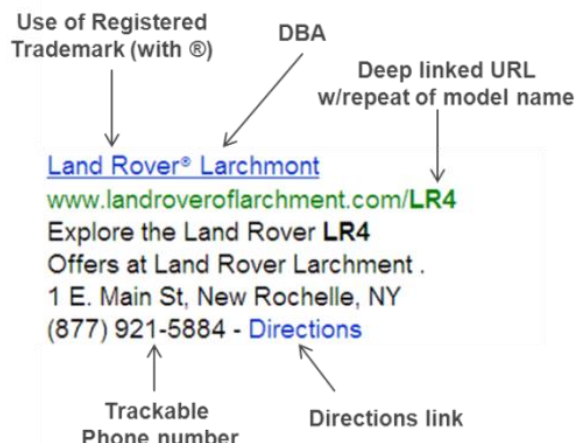 Use of Registered
Trademark (with ®)
DBA
Deep linked URL
w/repeat of model name
Land Rover® Larchmont
www.landroveroflarchment.com/LR4
Explore the Land Rover LR4
Offers at Land Rover Larchment .
1 E. Main St, New Rochelle, NY
(877) 921-5884 - Directions
Trackable
Phone number
Directions link